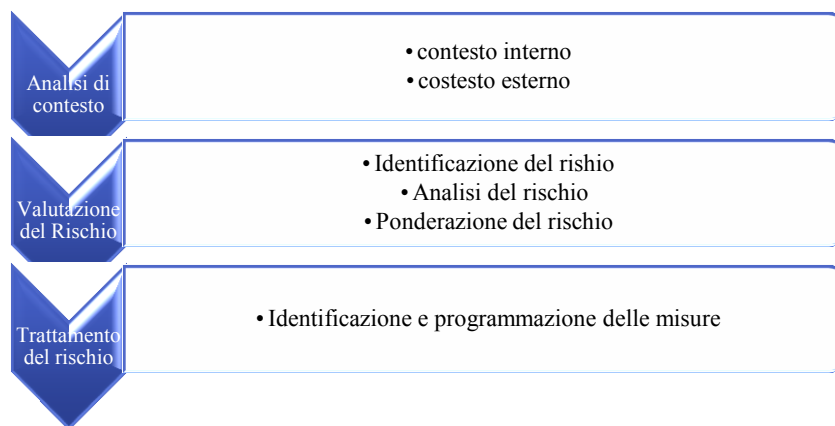 Analisi di
contesto
• contesto interno
• costesto esterno
Valutazione
del Rischio
• Identificazione del rishio
• Analisi del rischio
• Ponderazione del rischio
Trattamento
del rischio
• Identificazione e programmazione delle misure